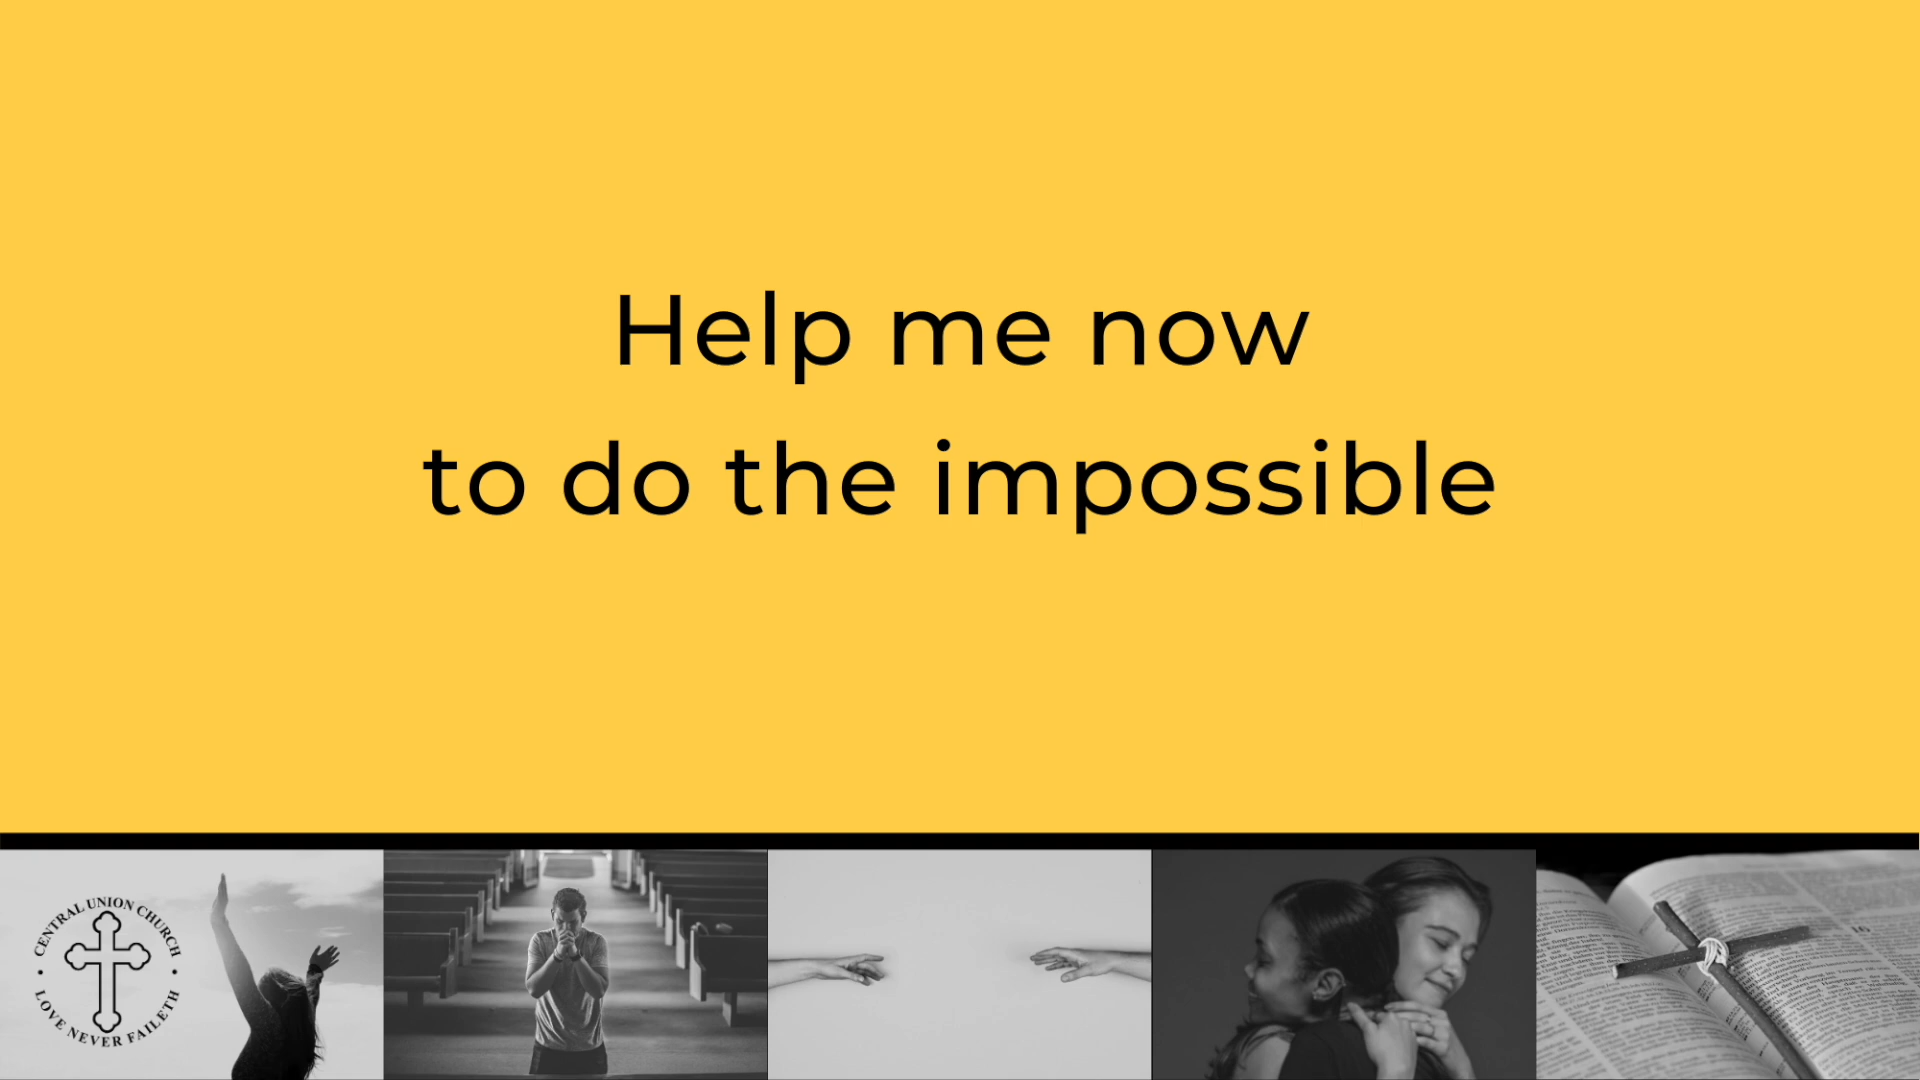 Help me now
to do the impossible
CENTRAL UNION CHURCH
• LOVE NEVER FAILETH •